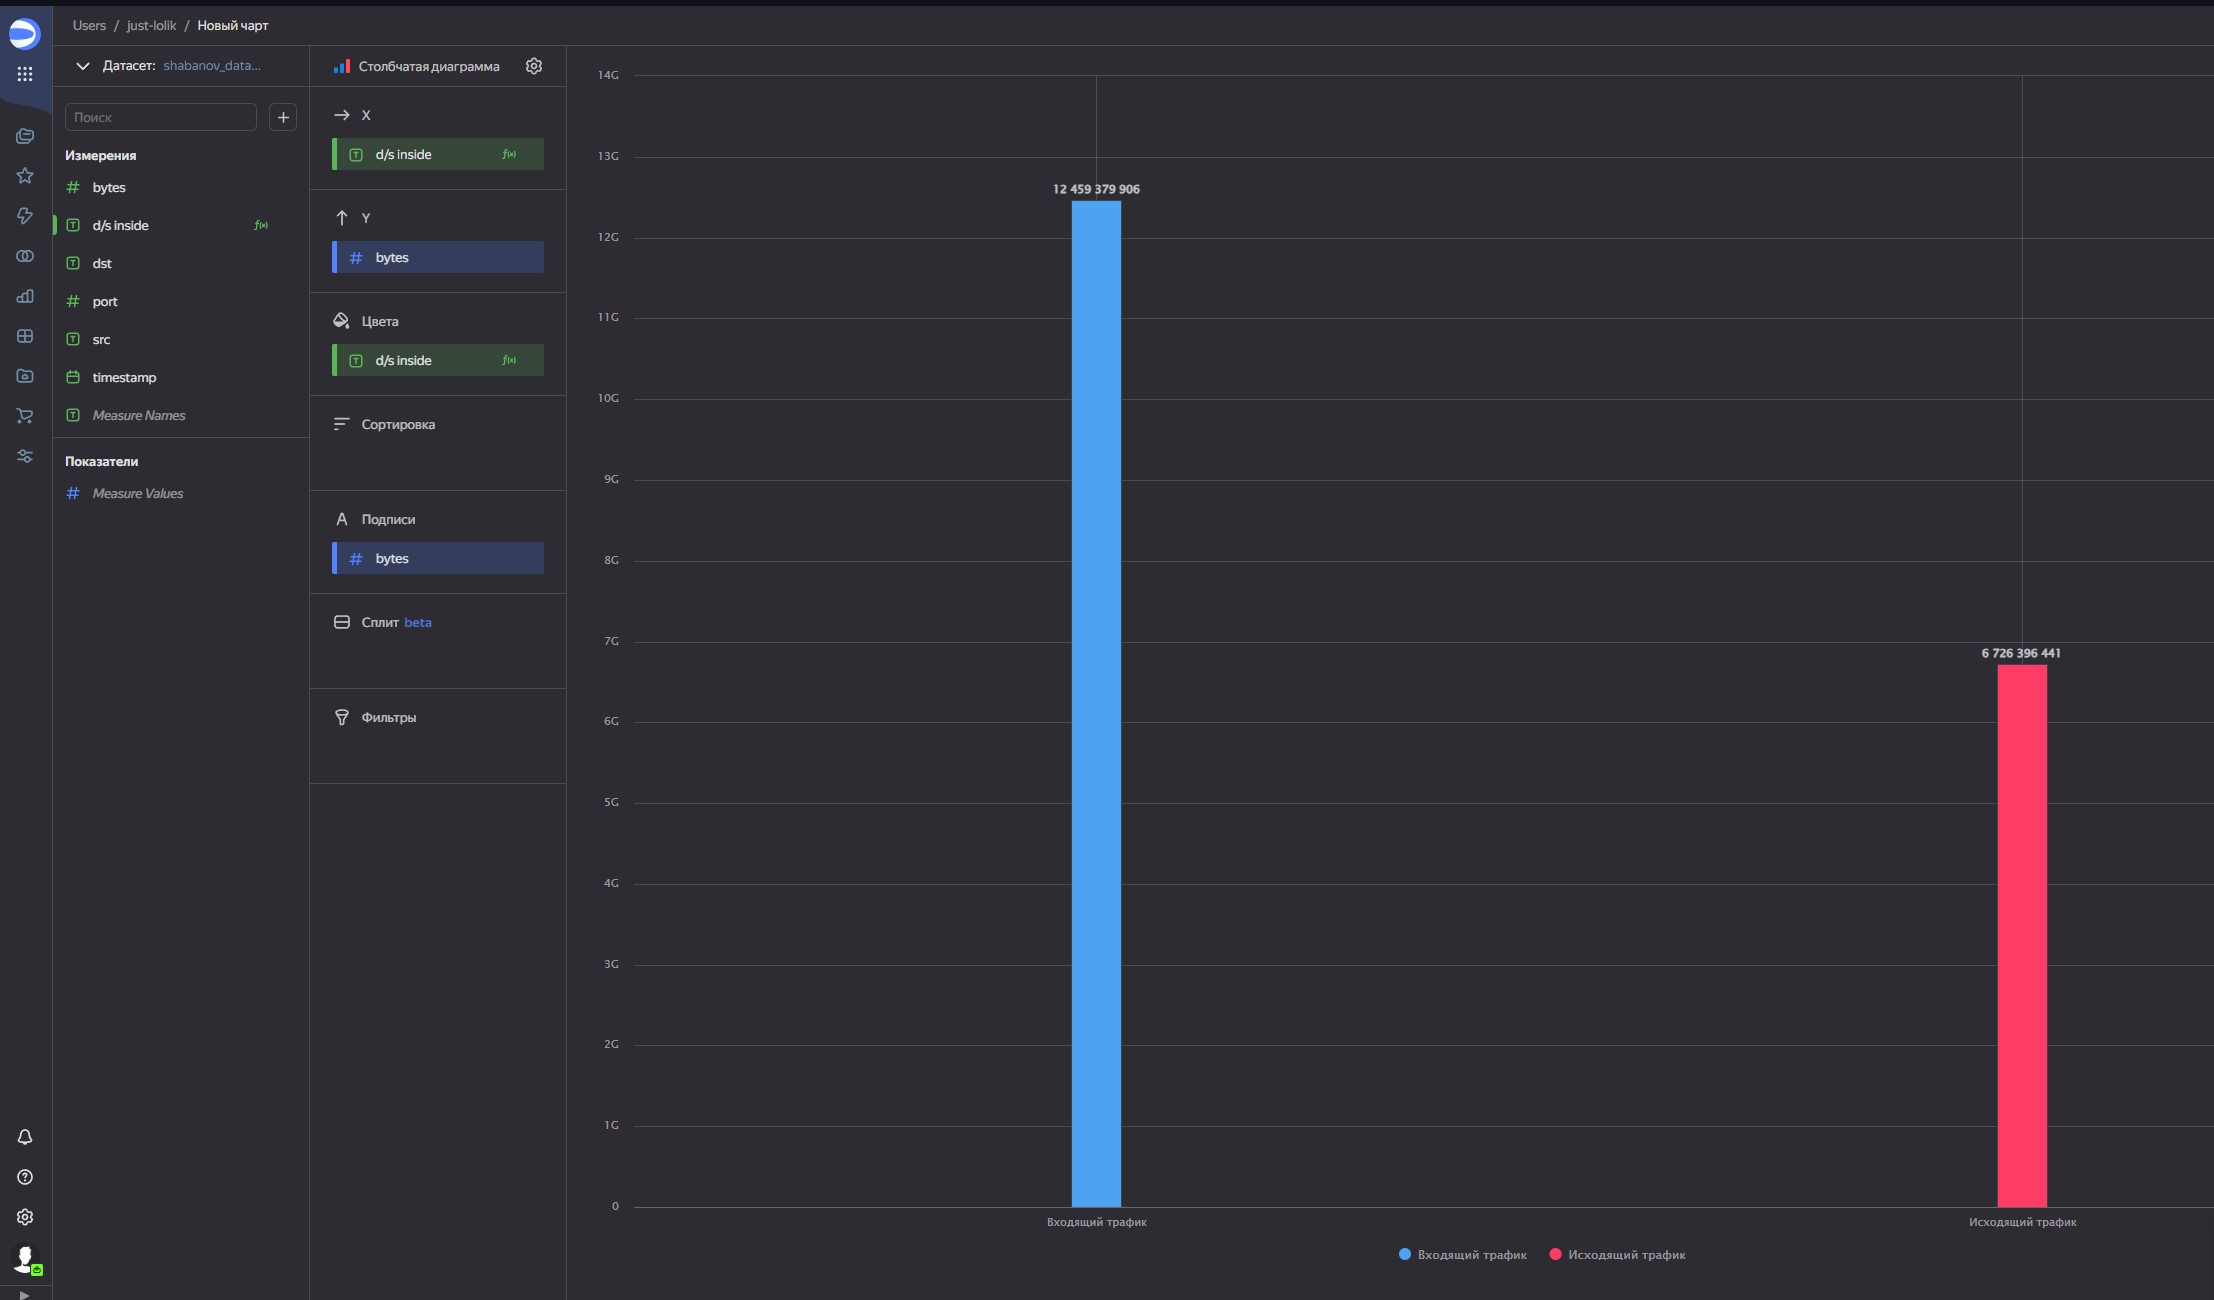 Users / just-lolik / Новый чарт
Датасет: shabanov_data...
Поиск
Измерения
bytes
d/s inside
dst
port
src
timestamp
Measure Names
Показатели
Measure Values
Столбчатая диаграмма
X
d/s inside
Y
bytes
Цвета
d/s inside
Сортировка
Подписи
bytes
Сплит beta
Фильтры
14G
13G
12G
11G
10G
9G
8G
7G
6G
5G
4G
3G
2G
1G
0
12 459 379 906
6 726 396 441
Входящий трафик
Исходящий трафик
Входящий трафик
Исходящий трафик